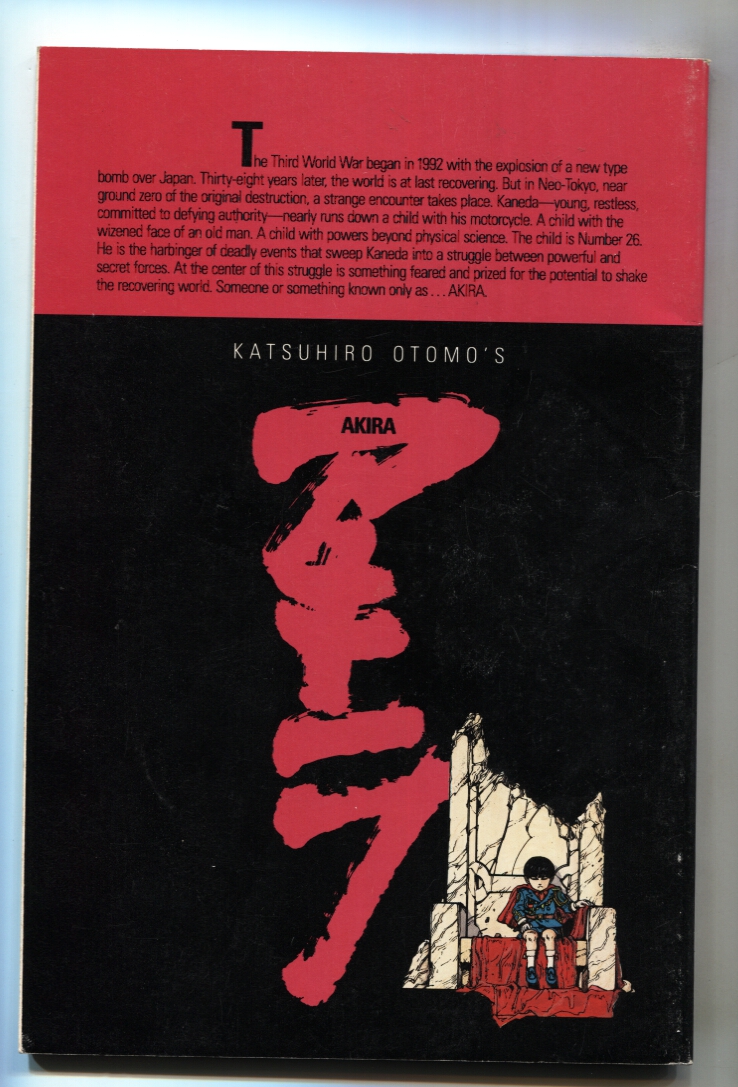 The Third World War began in 1992 with the explosion of a new type
bomb over Japan. Thirty-eight years later, the world is at last recovering. But in Neo-Tokyo, near
ground zero of the original destruction, a strange encounter takes place. Kaneda—young, restless,
committed to defying authority—nearly runs down a child with his motorcycle. A child with the
wizened face of an old man. A child with powers beyond physical science. The child is Number 26.
He is the harbinger of deadly events that sweep Kaneda into a struggle between powerful and
secret forces. At the center of this struggle is something feared and prized for the potential to shake
the recovering world. Someone or something known only as . . . AKIRA.
KATSUHIRO OTOMO'S
AKIRA
アキラ